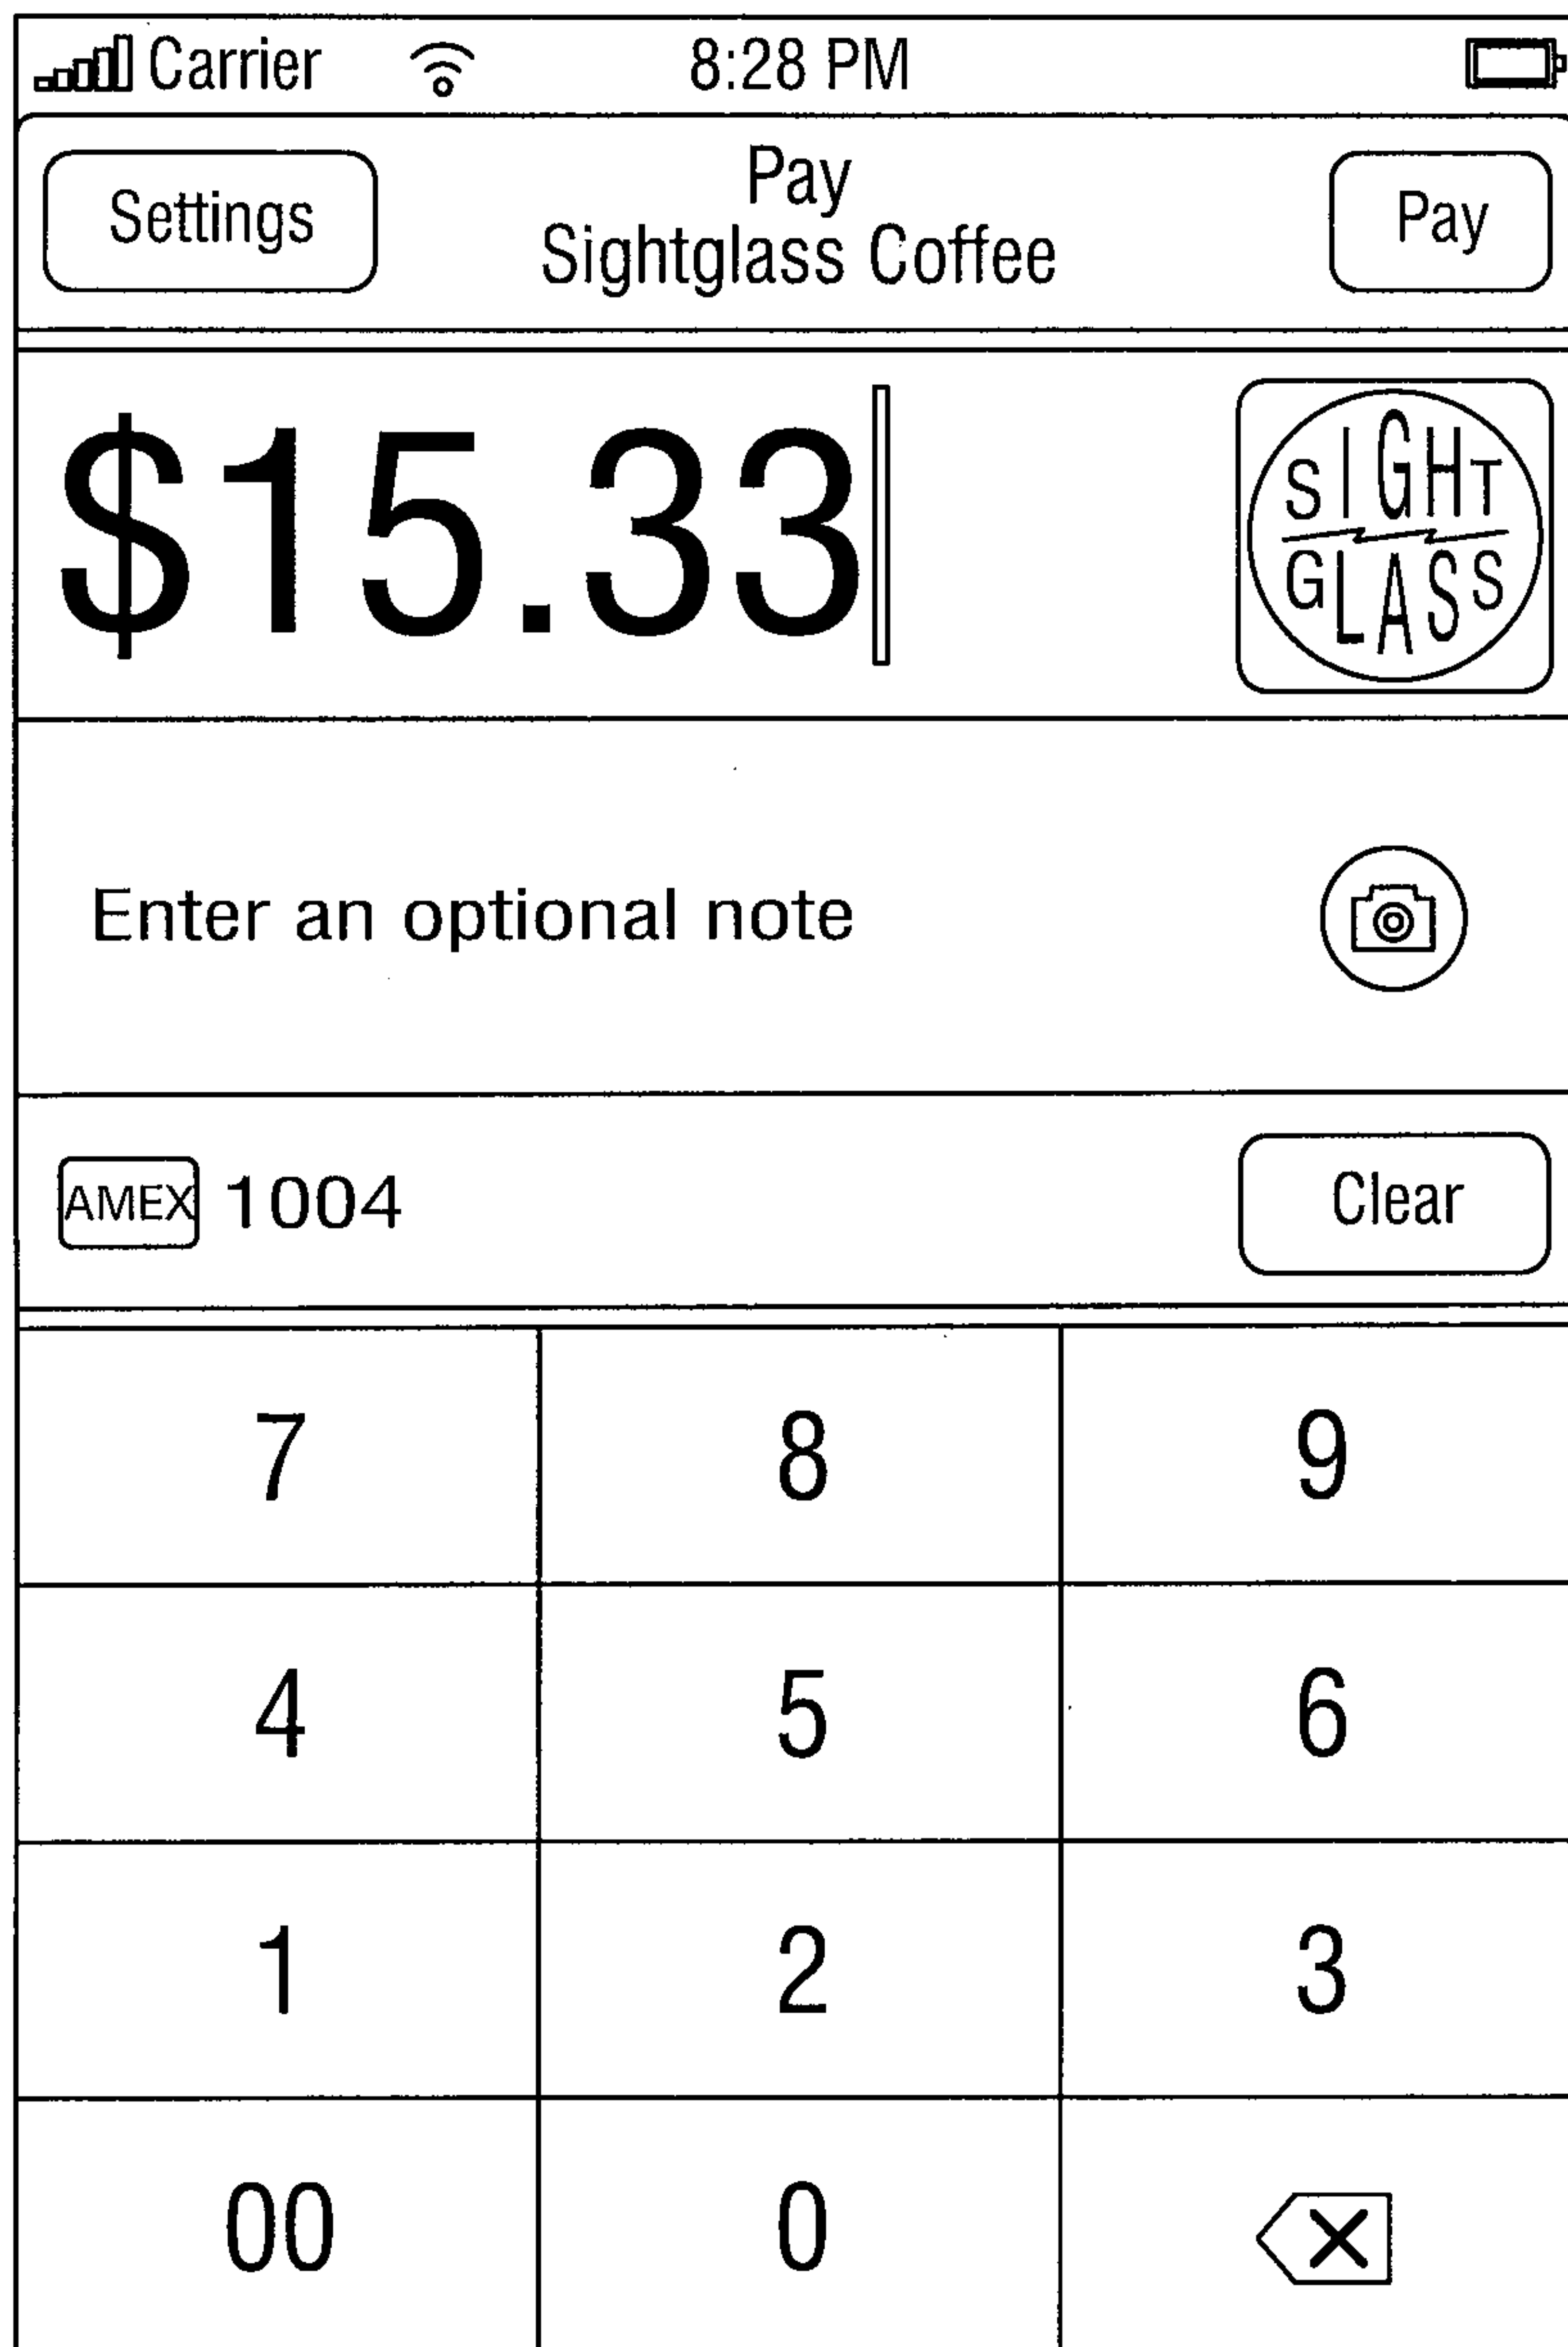 Carrier 8:28 PM
Settings
Pay
Sightglass Coffee
Pay
$15.33
SIGHT
GLASS
Enter an optional note
AMEX 1004
Clear
7 8 9
4 5 6
1 2 3
00 0